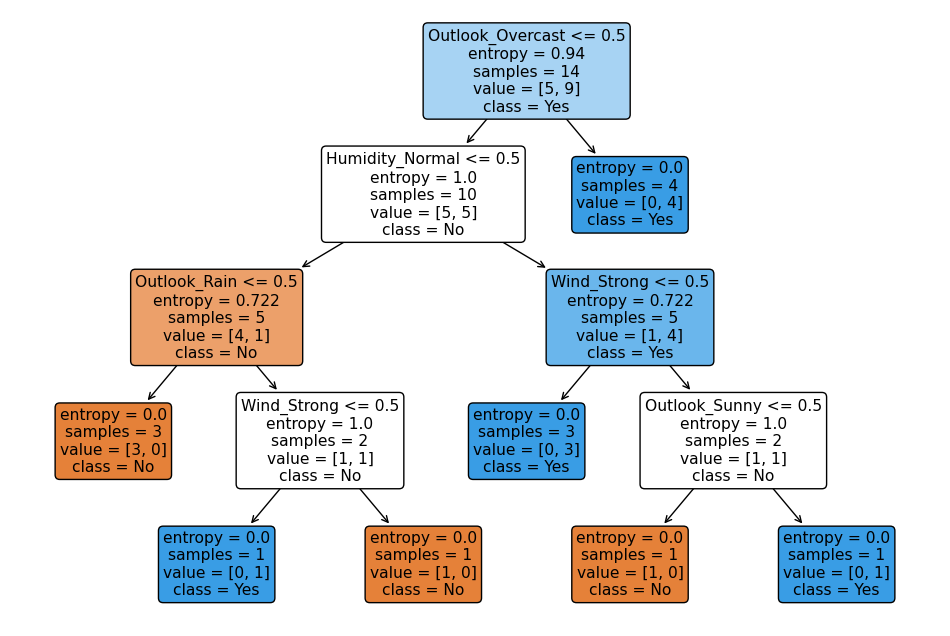 Outlook_Overcast <= 0.5
entropy = 0.94
samples = 14
value = [5, 9]
class = Yes
Humidity_Normal <= 0.5
entropy = 1.0
samples = 10
value = [5, 5]
class = No
entropy = 0.0
samples = 4
value = [0, 4]
class = Yes
Outlook_Rain <= 0.5
entropy = 0.722
samples = 5
value = [4, 1]
class = No
Wind_Strong <= 0.5
entropy = 0.722
samples = 5
value = [1, 4]
class = Yes
entropy = 0.0
samples = 3
value = [3, 0]
class = No
Wind_Strong <= 0.5
entropy = 1.0
samples = 2
value = [1, 1]
class = No
entropy = 0.0
samples = 3
value = [0, 3]
class = Yes
Outlook_Sunny <= 0.5
entropy = 1.0
samples = 2
value = [1, 1]
class = No
entropy = 0.0
samples = 1
value = [0, 1]
class = Yes
entropy = 0.0
samples = 1
value = [1, 0]
class = No
entropy = 0.0
samples = 1
value = [1, 0]
class = No
entropy = 0.0
samples = 1
value = [0, 1]
class = Yes